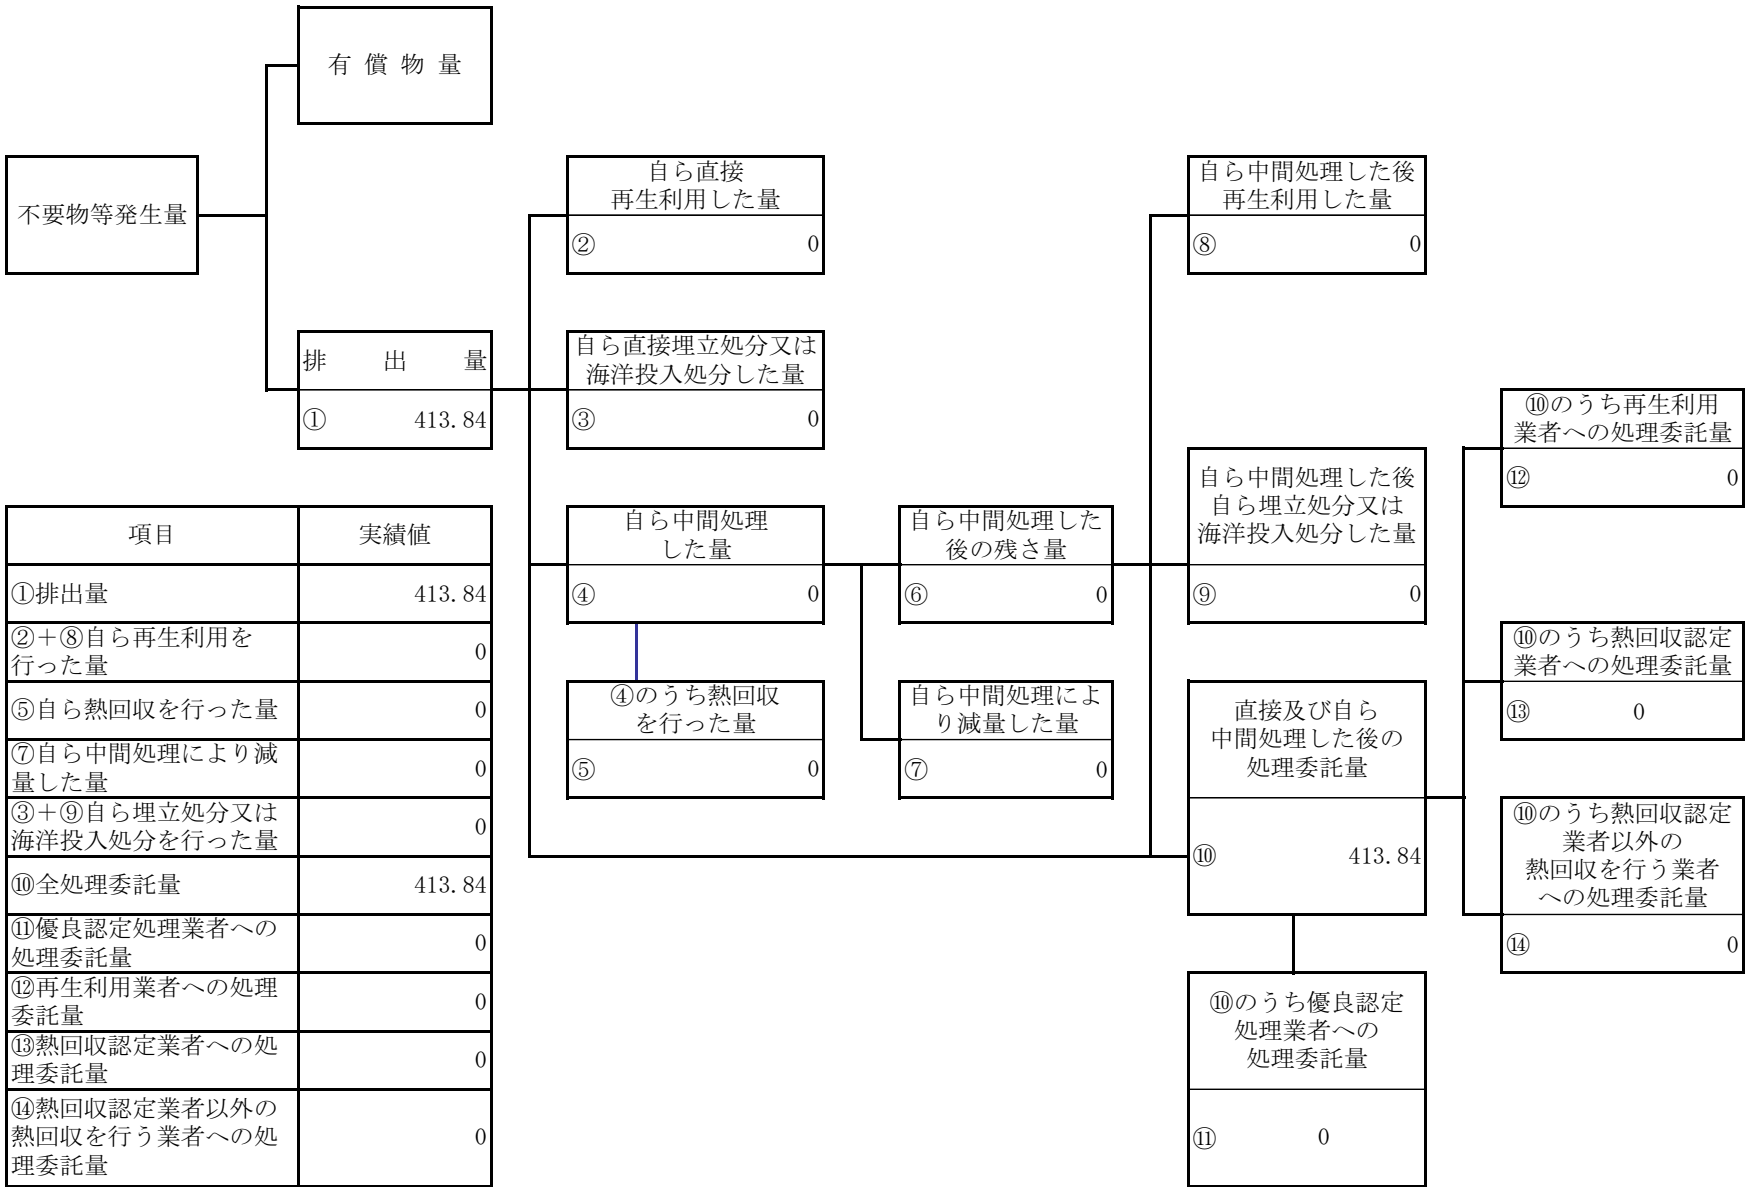 有償物量
不要物等発生量
排出量
① 413.84
自ら直接
再生利用した量
② 0
自ら直接埋立処分又は
海洋投入処分した量
③ 0
自ら中間処理
した量
④ 0
④のうち熱回収
を行った量
⑤ 0
自ら中間処理した
後の残さ量
⑥ 0
自ら中間処理によ
り減量した量
⑦ 0
自ら中間処理した後
再生利用した量
⑧ 0
自ら中間処理した後
自ら埋立処分又は
海洋投入処分した量
⑨ 0
直接及び自ら
中間処理した後の
処理委託量
⑩ 413.84
⑩のうち優良認定
処理業者への
処理委託量
⑪ 0
⑩のうち再生利用
業者への処理委託量
⑫ 0
⑩のうち熱回収認定
業者への処理委託量
⑬ 0
⑩のうち熱回収認定
業者以外の
熱回収を行う業者
への処理委託量
⑭ 0
項目 実績値
①排出量 413.84
②+⑧自ら再生利用を
行った量 0
⑤自ら熱回収を行った量 0
⑦自ら中間処理により減
量した量 0
③+⑨自ら埋立処分又は
海洋投入処分を行った量 0
⑩全処理委託量 413.84
⑪優良認定処理業者への
処理委託量 0
⑫再生利用業者への処理
委託量 0
⑬熱回収認定業者への処
理委託量 0
⑭熱回収認定業者以外の
熱回収を行う業者への処
理委託量 0